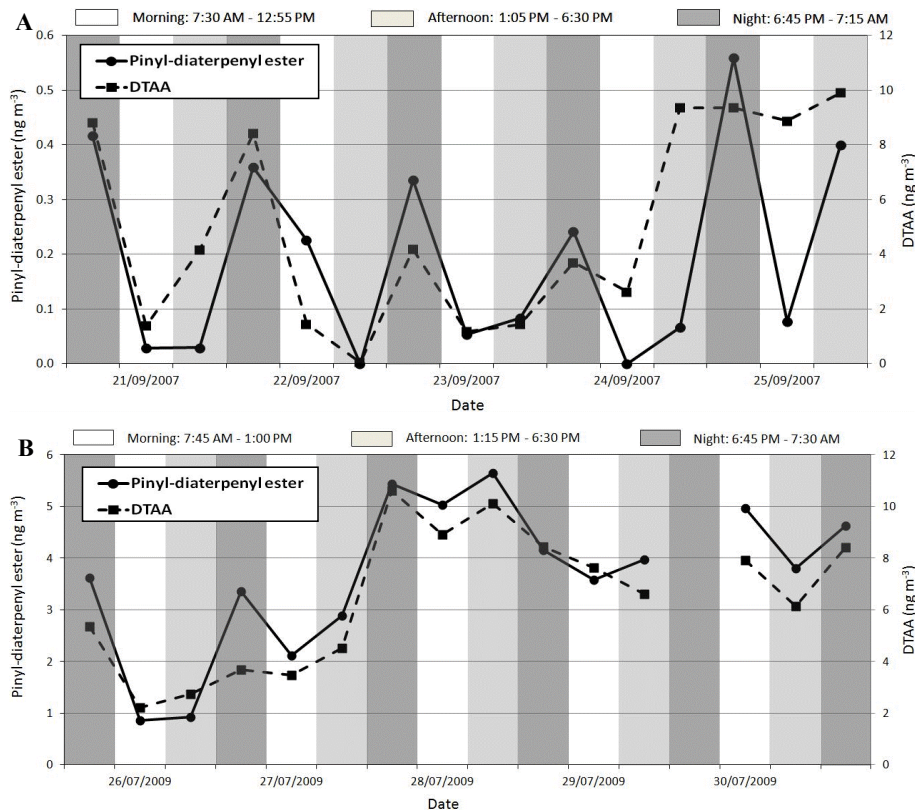 A
Morning: 7:30 AM - 12:55 PM Afternoon: 1:05 PM - 6:30 PM Night: 6:45 PM - 7:15 AM
Pinyl-diaterpenyl ester (ng m-3)
0.6
0.5
0.4
0.3
0.2
0.1
0.0
Pinyl-diaterpenyl ester
DTAA
12
10
8
6
4
2
0
DTAA (ng m-3)
21/09/2007 22/09/2007 23/09/2007 24/09/2007 25/09/2007
Date
B
Morning: 7:45 AM - 1:00 PM Afternoon: 1:15 PM - 6:30 PM Night: 6:45 PM - 7:30 AM
Pinyl-diaterpenyl ester (ng m-3)
6
5
4
3
2
1
0
Pinyl-diaterpenyl ester
DTAA
12
10
8
6
4
2
0
DTAA (ng m-3)
26/07/2009 27/07/2009 28/07/2009 29/07/2009 30/07/2009
Date